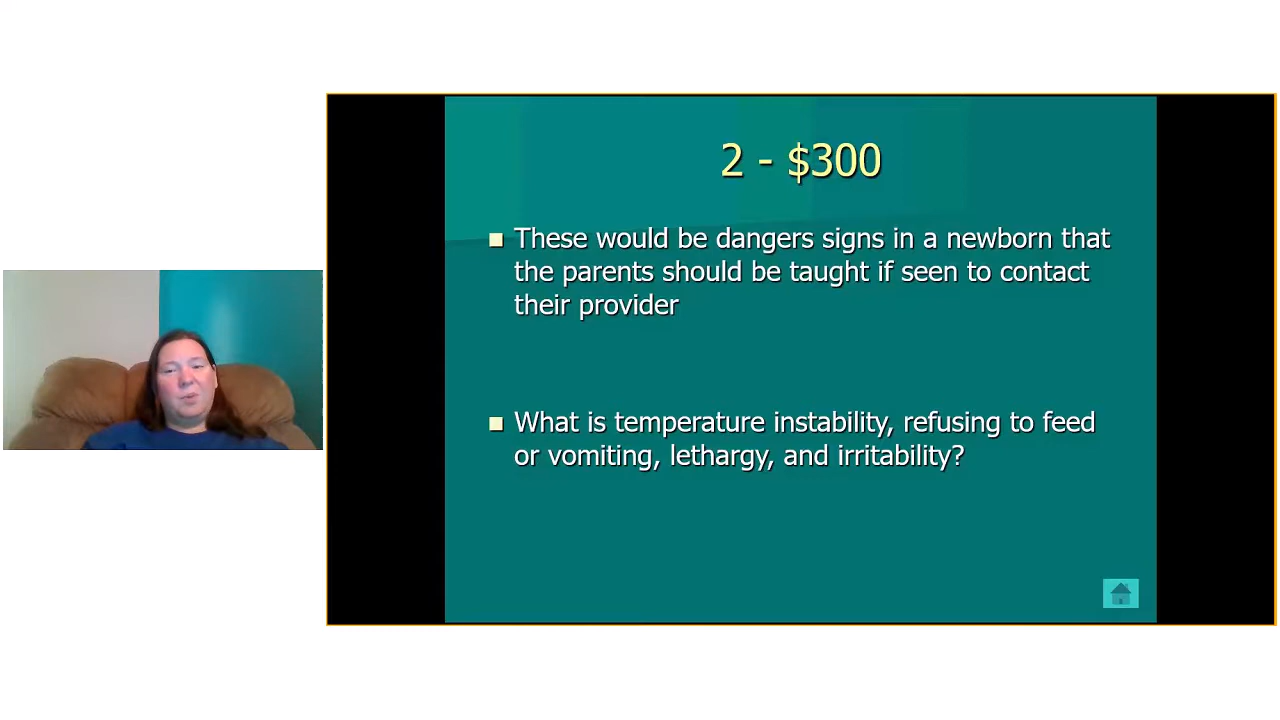 2 - $300
■ These would be dangers signs in a newborn that
the parents should be taught if seen to contact
their provider
■ What is temperature instability, refusing to feed
or vomiting, lethargy, and irritability?